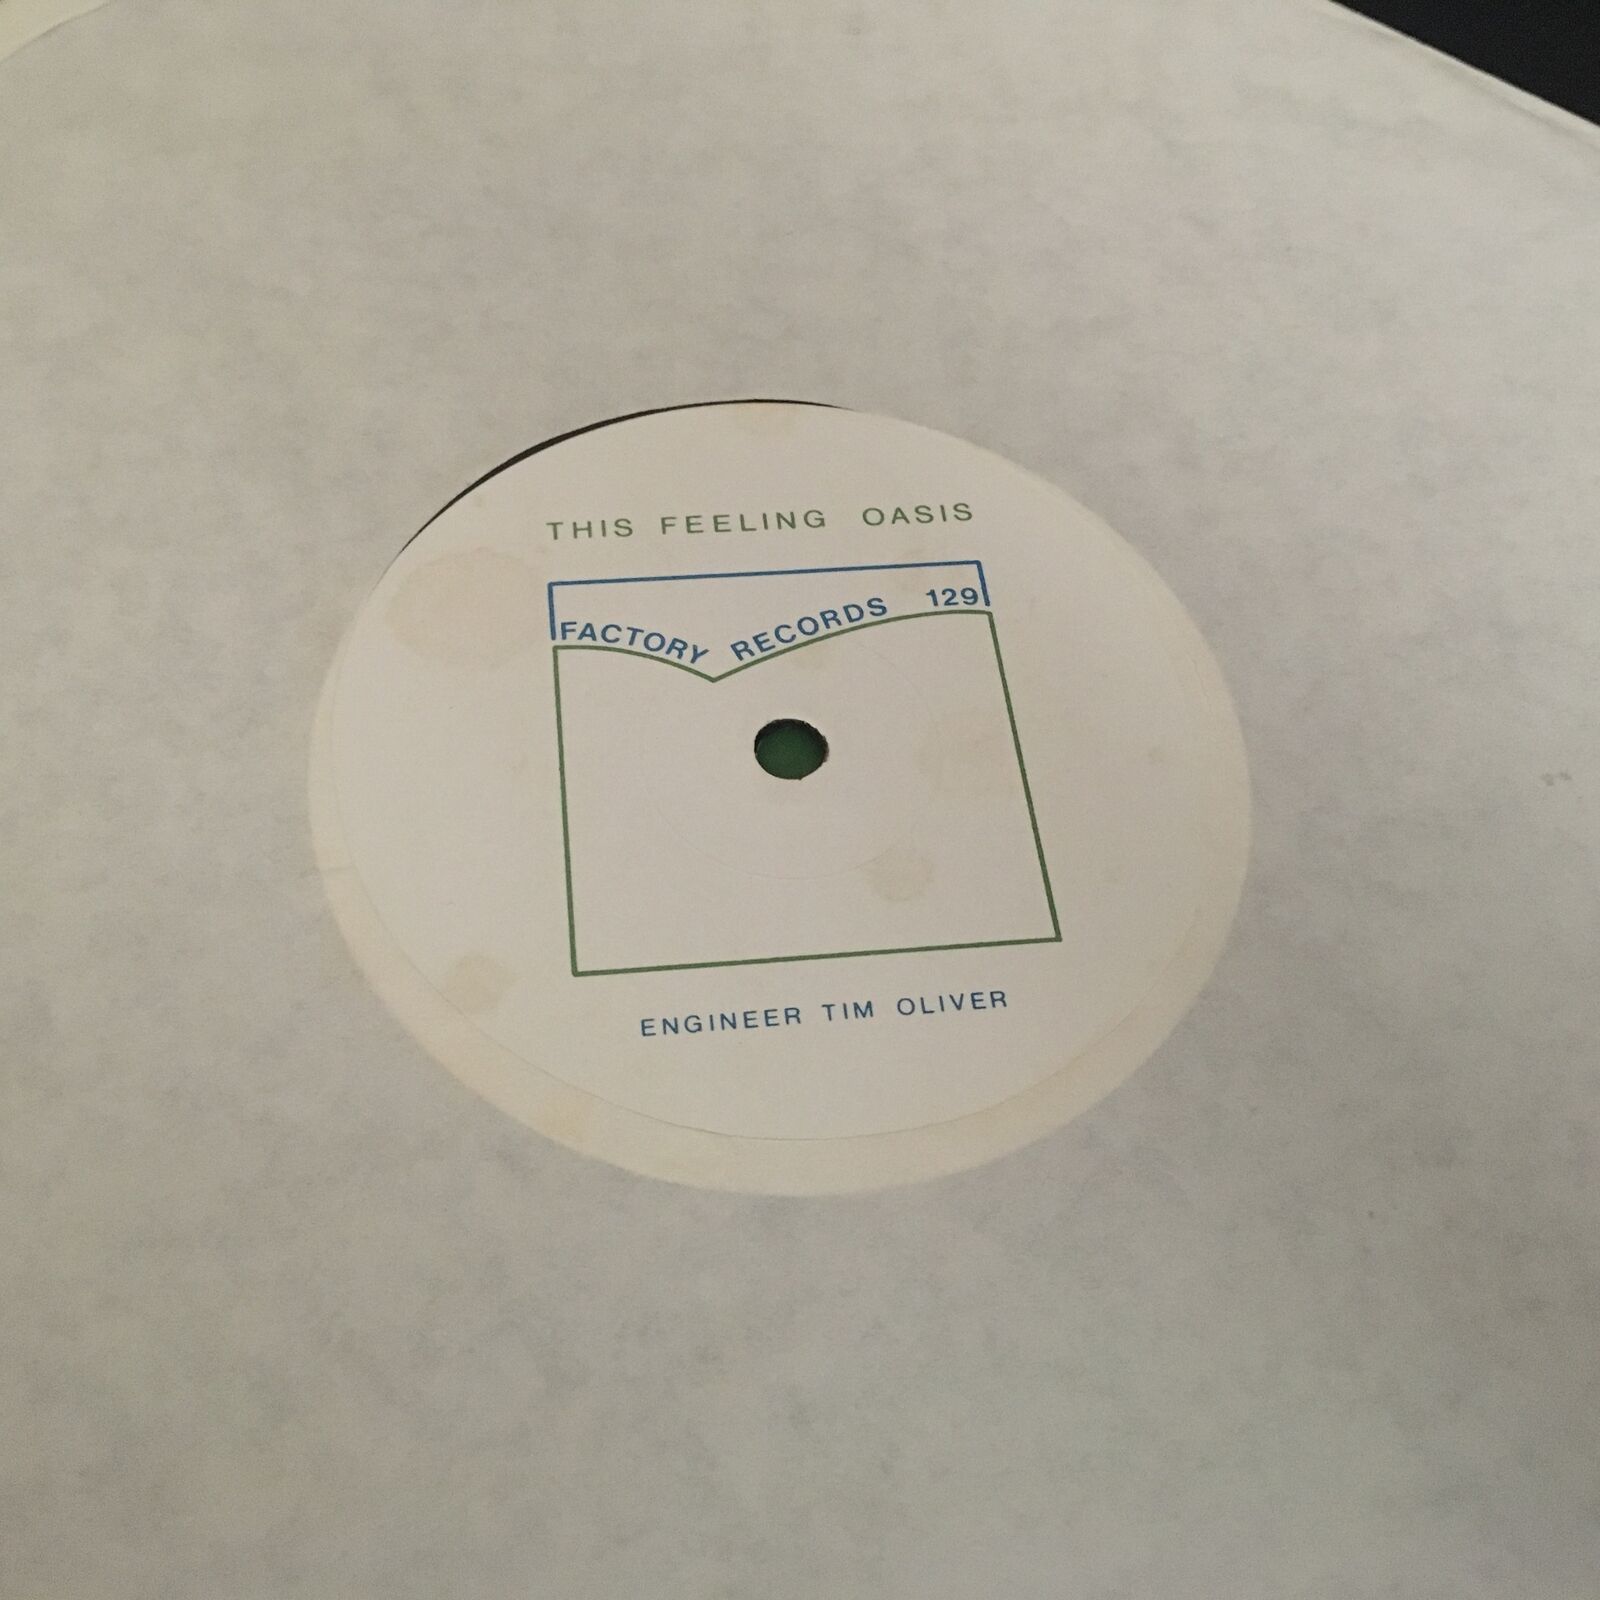 THIS FEELING OASIS
FACTORY RECORDS 129
ENGINEER TIM OLIVER